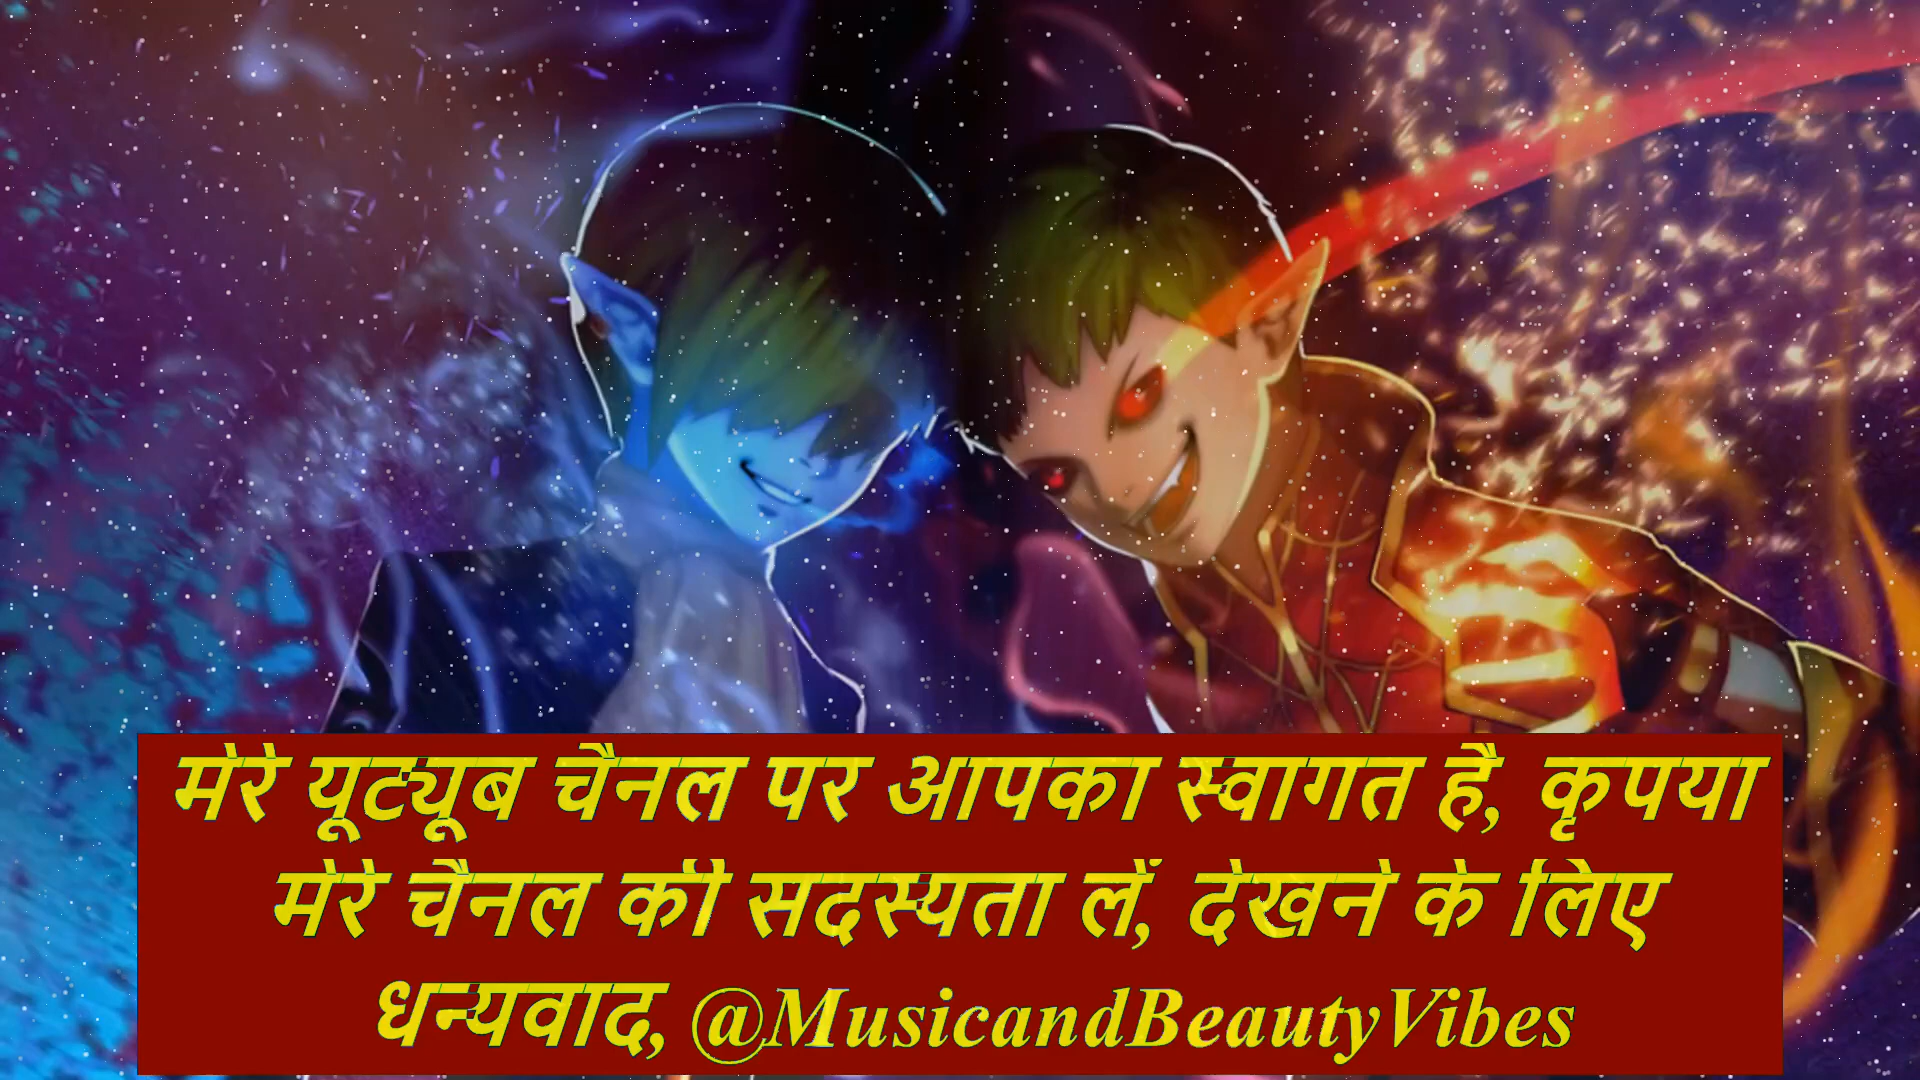 मेरे यूट्यूब चैनल पर आपका स्वागत है, कृपया
मेरे चैनल की सदस्यता लें, देखने के लिए
धन्यवाद, @MusicandBeautyVibes